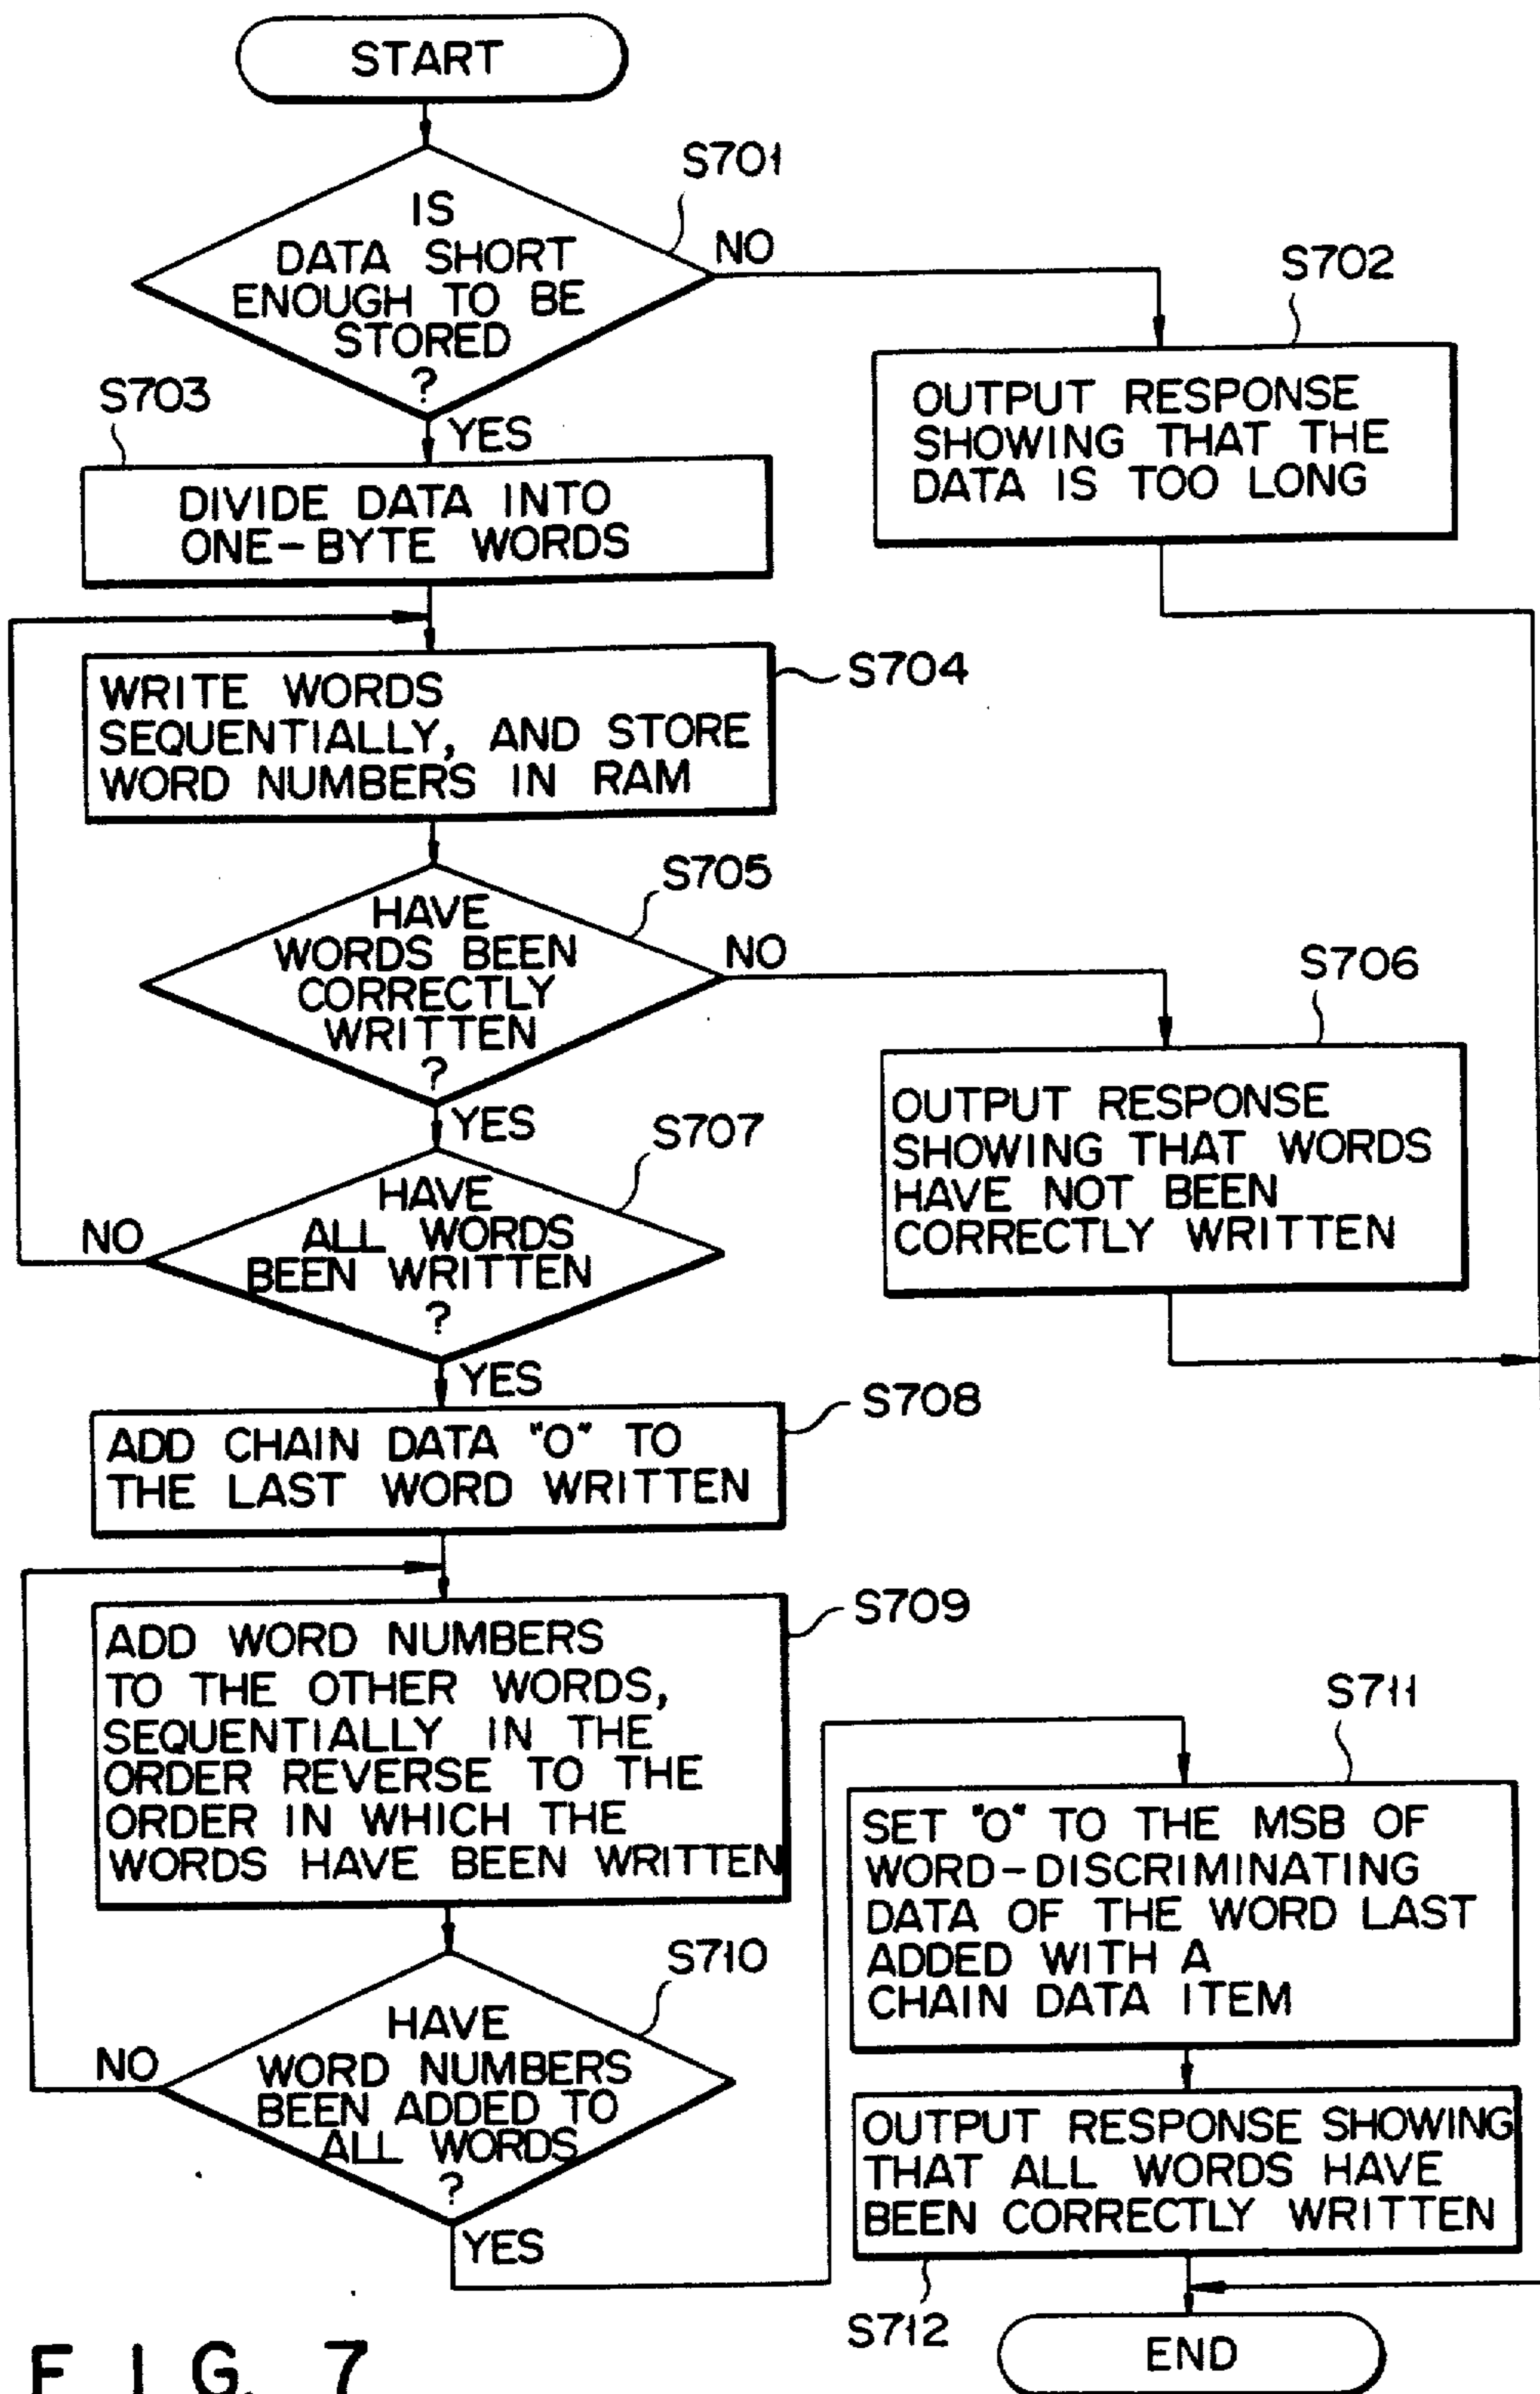 START
S701
IS
DATA SHORT
ENOUGH TO BE
STORED
?
NO
S702
OUTPUT RESPONSE
SHOWING THAT THE
DATA IS TOO LONG
S703
YES
DIVIDE DATA INTO
ONE-BYTE WORDS
S704
WRITE WORDS
SEQUENTIALLY, AND STORE
WORD NUMBERS IN RAM
S705
HAVE
WORDS BEEN
CORRECTLY
WRITTEN
?
NO
S706
OUTPUT RESPONSE
SHOWING THAT WORDS
HAVE NOT BEEN
CORRECTLY WRITTEN
YES
S707
HAVE
ALL WORDS
BEEN WRITTEN
?
NO
YES
S708
ADD CHAIN DATA "0" TO
THE LAST WORD WRITTEN
S709
ADD WORD NUMBERS
TO THE OTHER WORDS,
SEQUENTIALLY IN THE
ORDER REVERSE TO THE
ORDER IN WHICH THE
WORDS HAVE BEEN WRITTEN
S710
HAVE
WORD NUMBERS
BEEN ADDED TO
ALL WORDS
?
NO
YES
S711
SET "0" TO THE MSB OF
WORD-DISCRIMINATING
DATA OF THE WORD LAST
ADDED WITH A
CHAIN DATA ITEM
OUTPUT RESPONSE SHOWING
THAT ALL WORDS HAVE
BEEN CORRECTLY WRITTEN
S712
END
FIG. 7